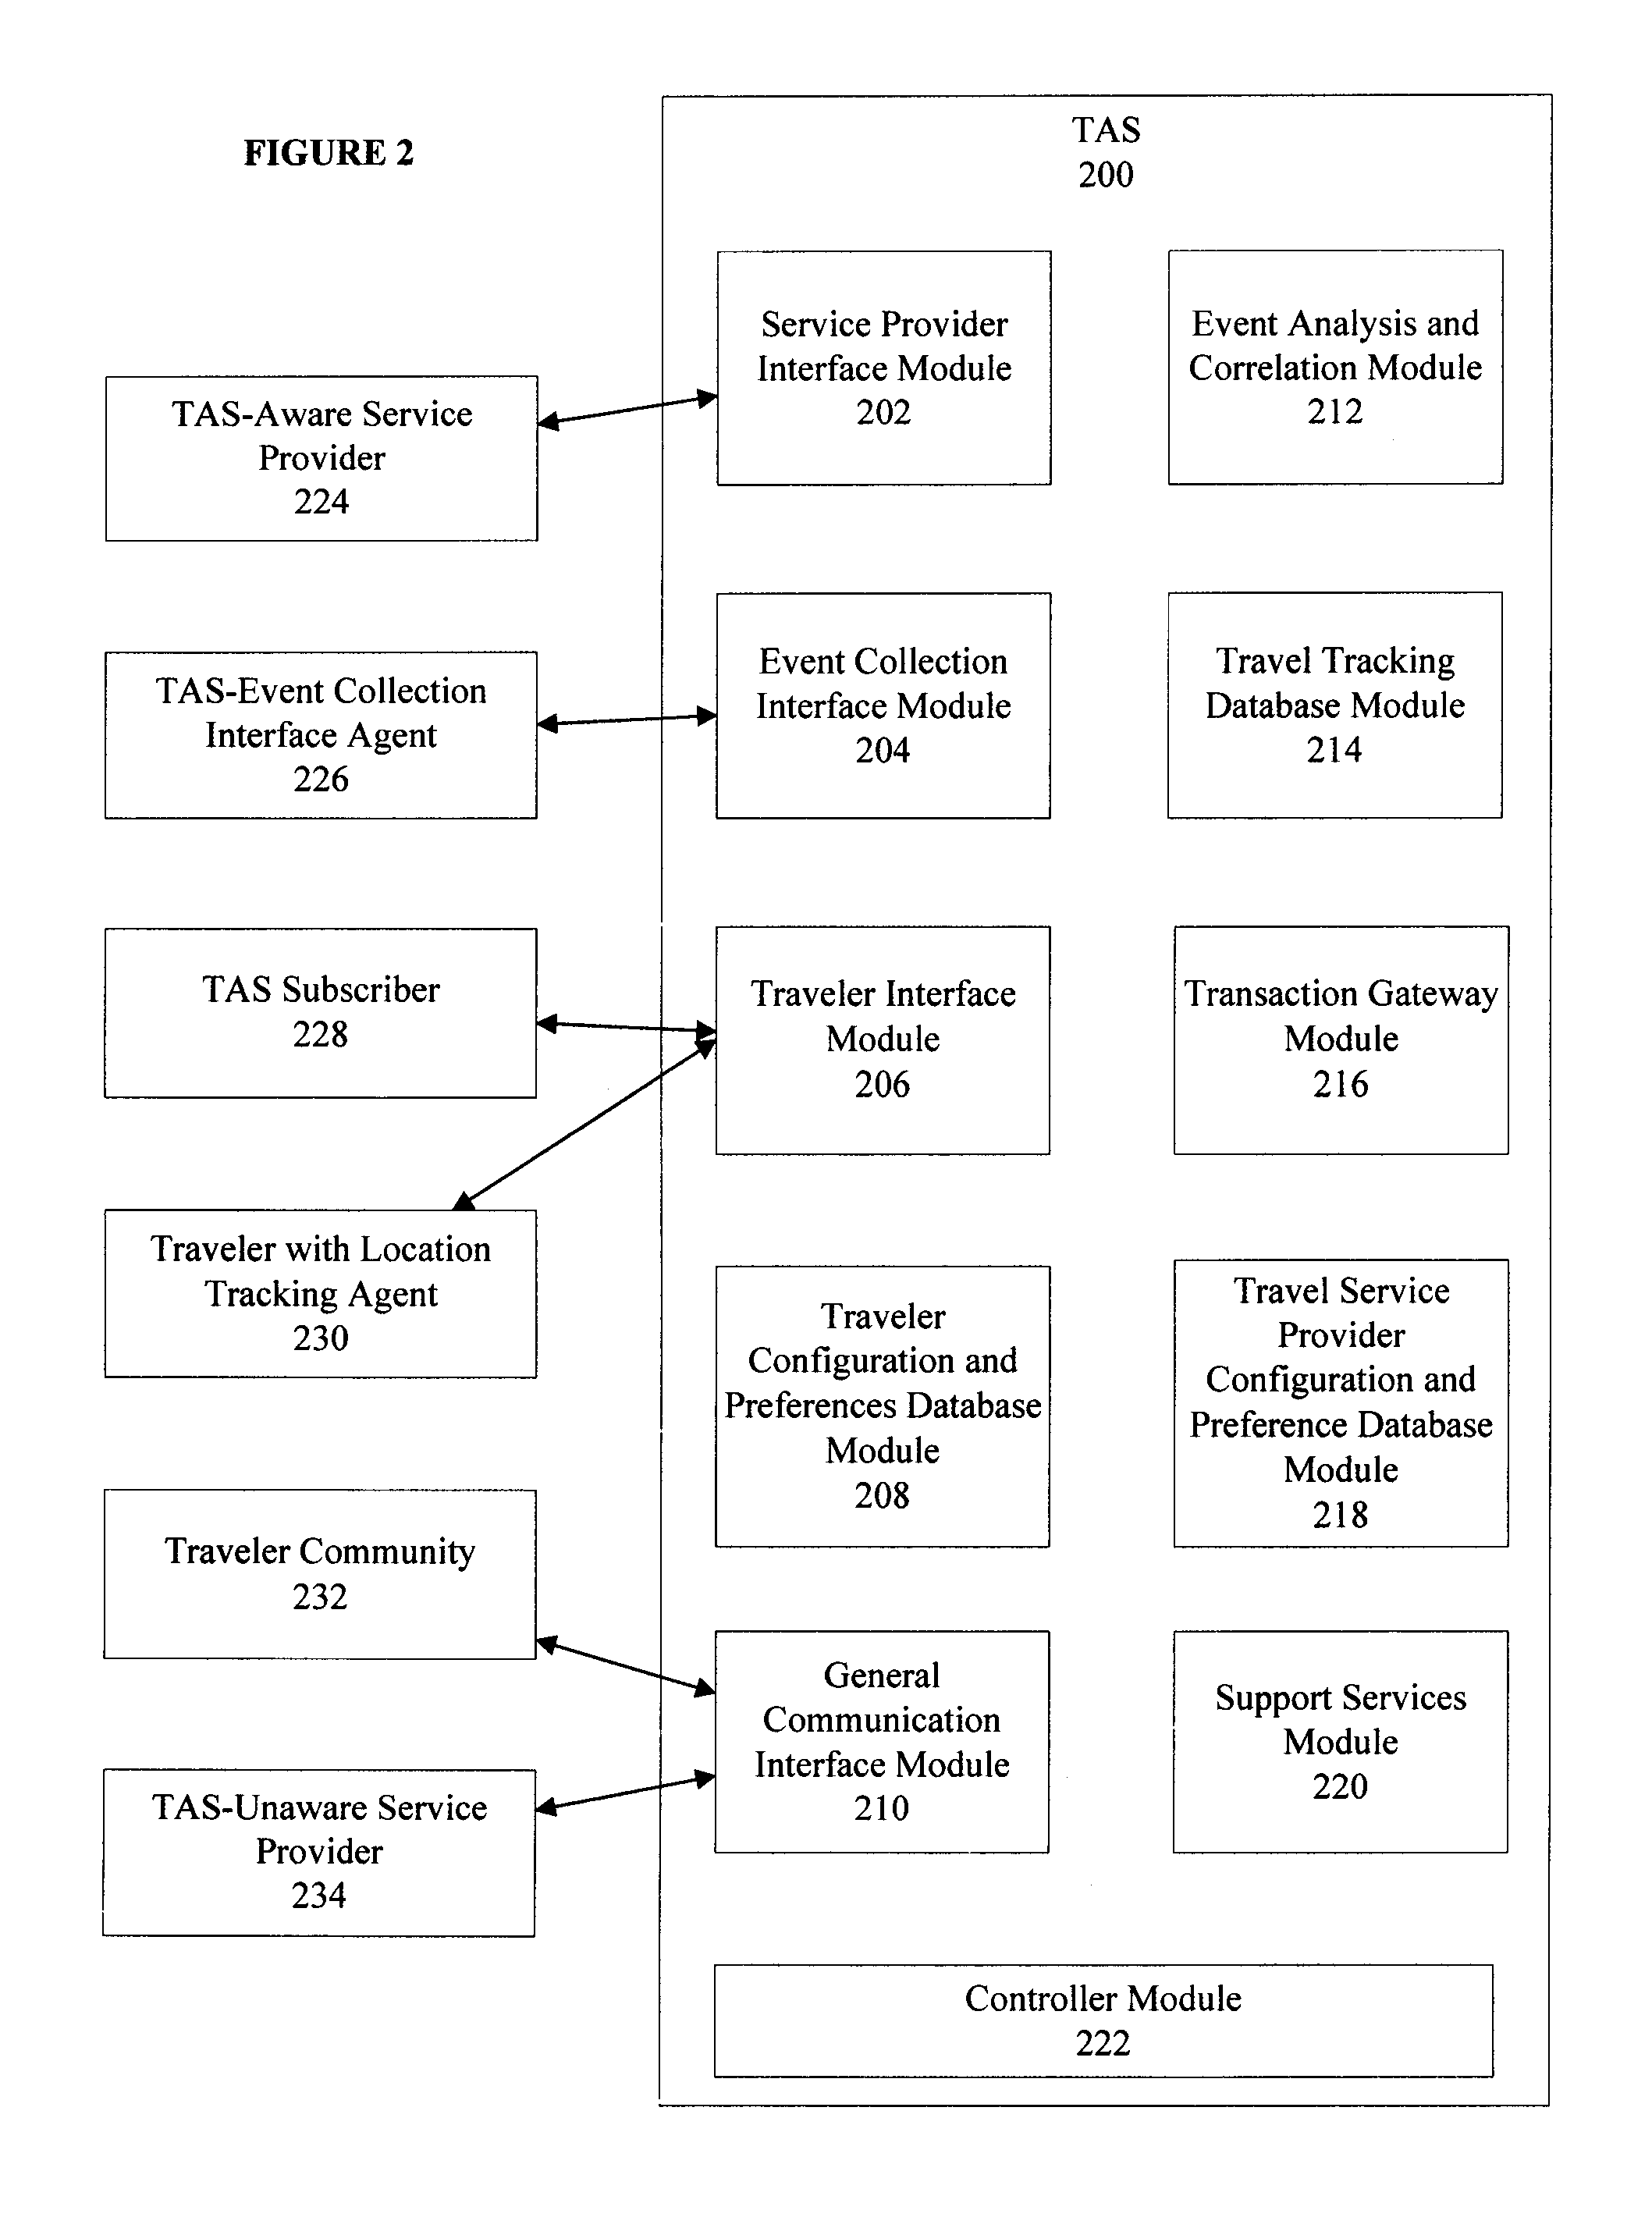 FIGURE 2
TAS
200
Service Provider
Interface Module
202
Event Analysis and
Correlation Module
212
TAS-Aware Service
Provider
224
Event Collection
Interface Module
204
Travel Tracking
Database Module
214
TAS-Event Collection
Interface Agent
226
TAS Subscriber
228
Traveler Interface
Module
206
Transaction Gateway
Module
216
Traveler with Location
Tracking Agent
230
Traveler
Configuration and
Preferences Database
Module
208
Travel Service
Provider
Configuration and
Preference Database
Module
218
Traveler Community
232
General
Communication
Interface Module
210
Support Services
Module
220
TAS-Unaware Service
Provider
234
Controller Module
222